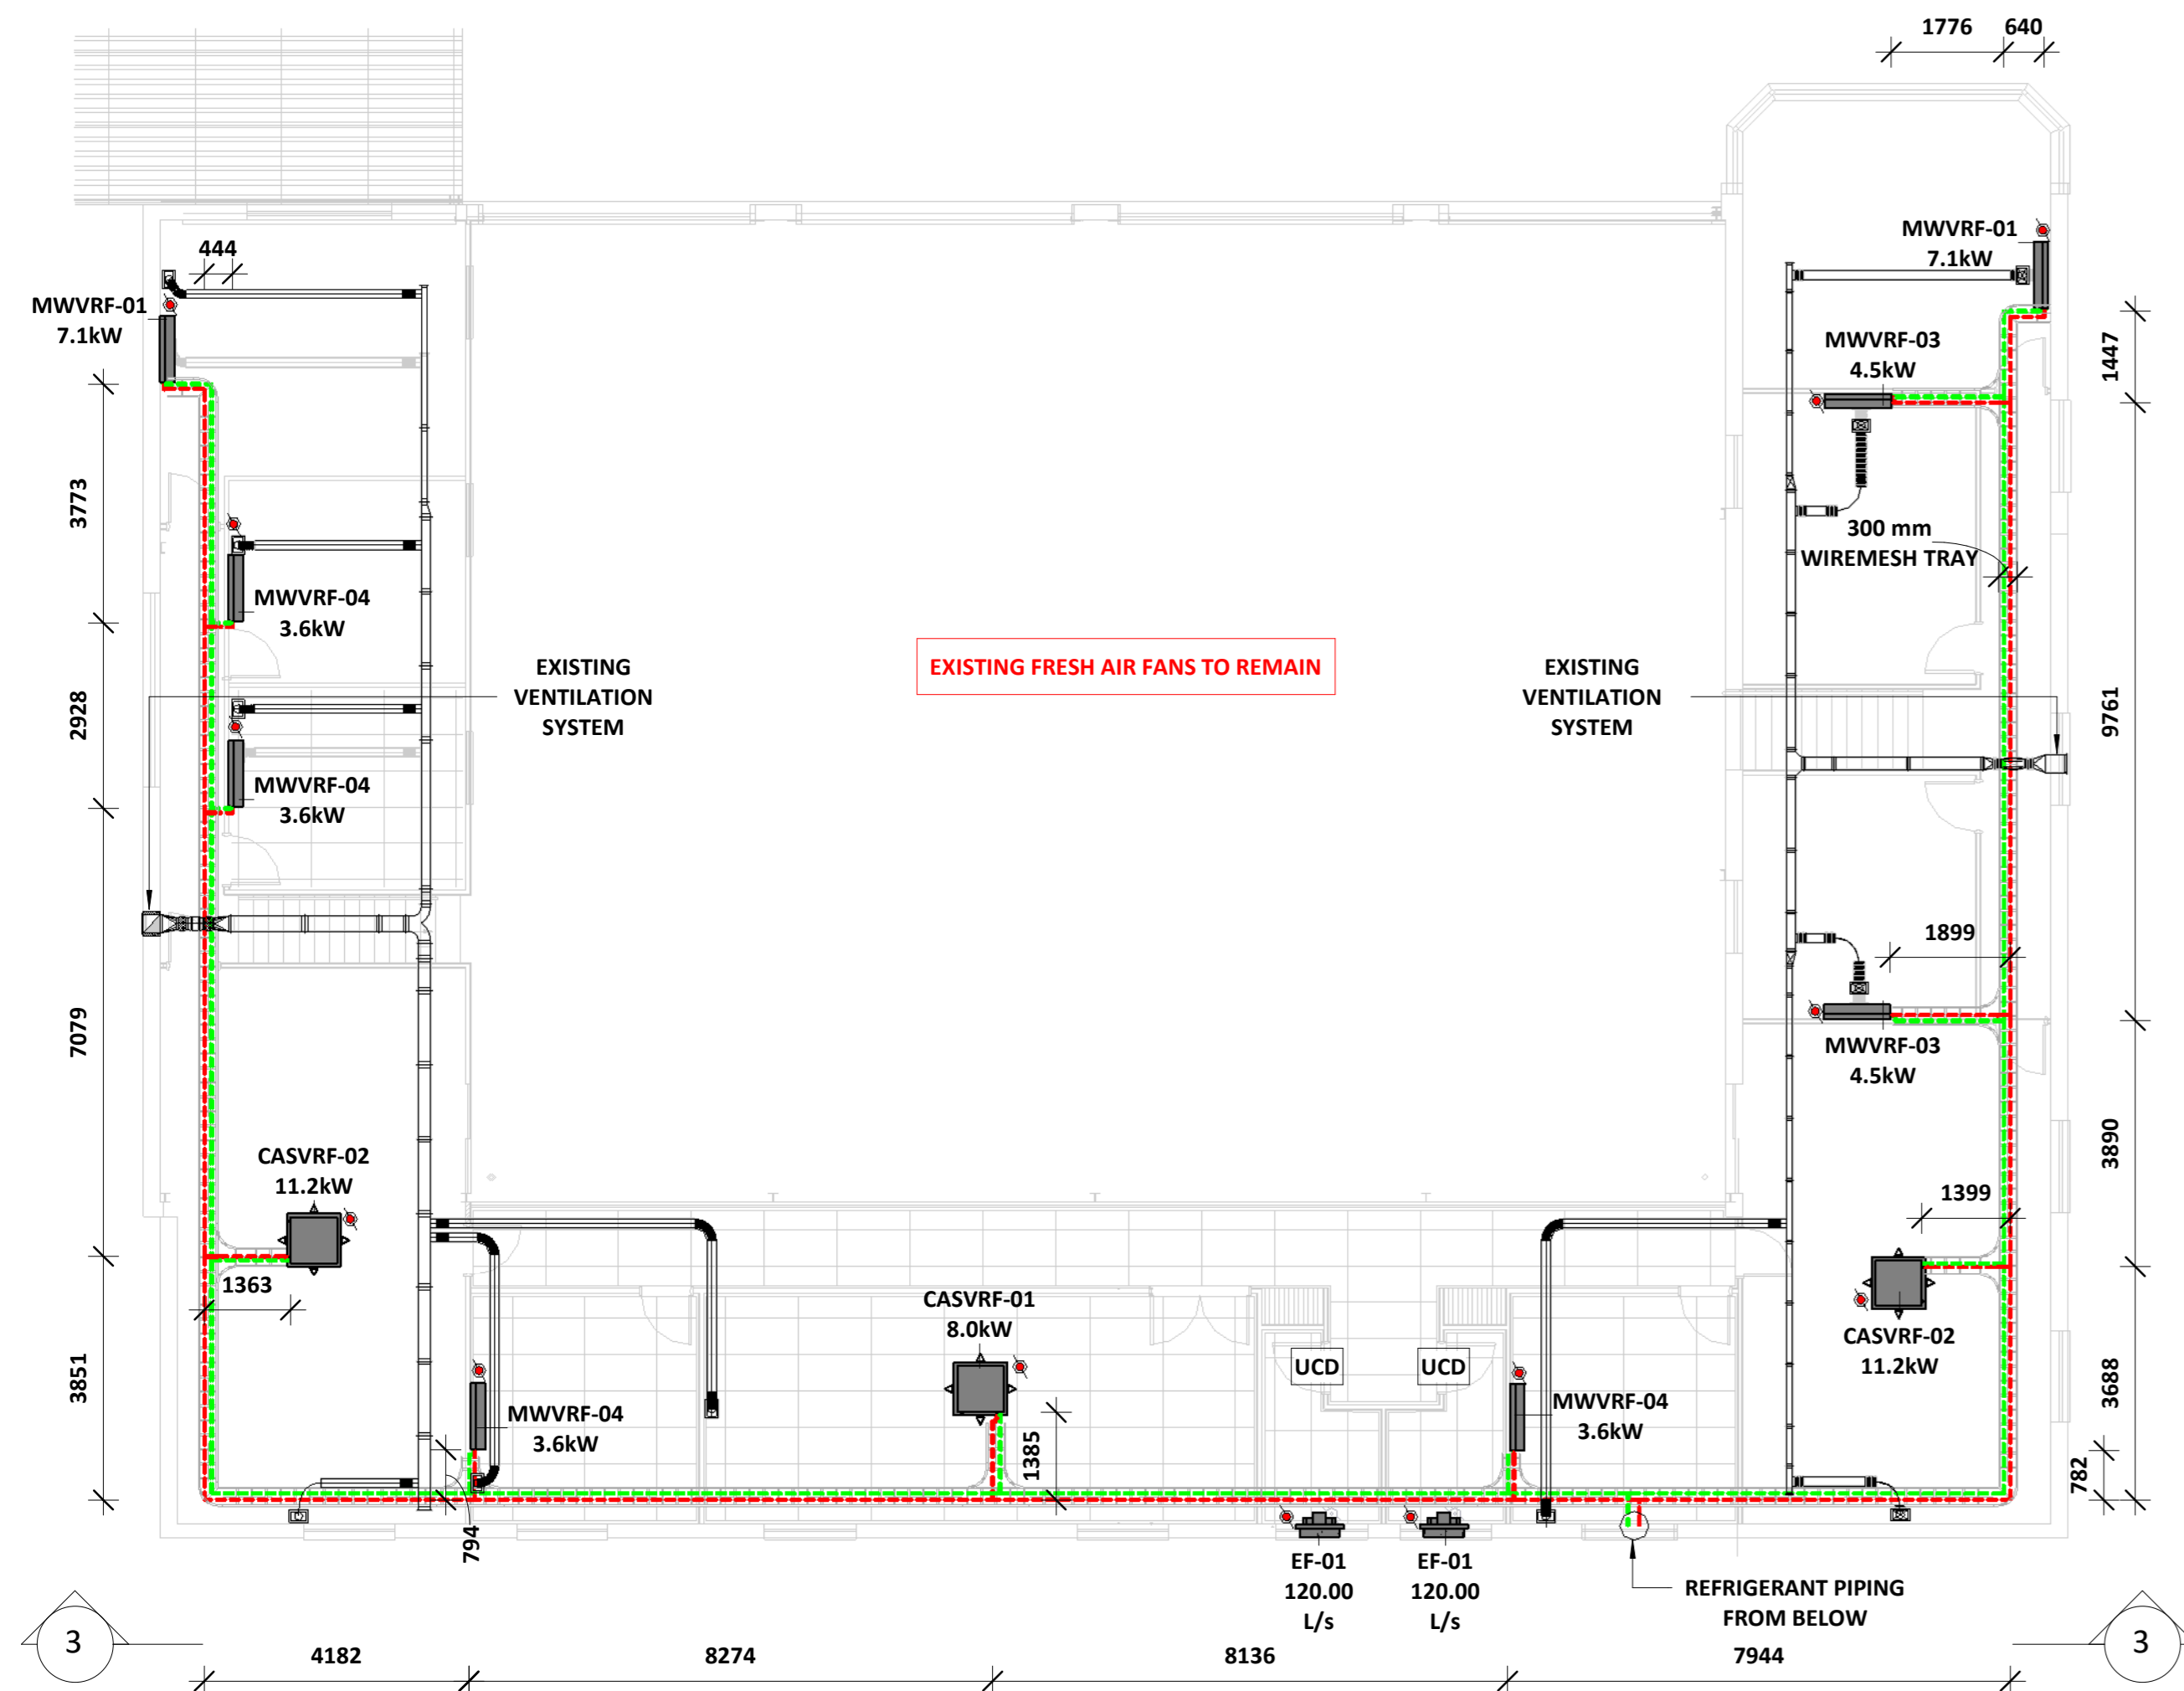 1776 640
444
MWVRF-01
7.1kW
MWVRF-01
7.1kW
MWVRF-03
4.5kW
1447
3773
300 mm
WIREMESH TRAY
MWVRF-04
3.6kW
EXISTING
VENTILATION
SYSTEM
EXISTING FRESH AIR FANS TO REMAIN
EXISTING
VENTILATION
SYSTEM
2928
9761
MWVRF-04
3.6kW
1899
7079
MWVRF-03
4.5kW
3890
CASVRF-02
11.2kW
1399
1363
CASVRF-01
8.0kW
CASVRF-02
11.2kW
UCD
UCD
3851
3688
MWVRF-04
3.6kW
MWVRF-04
3.6kW
1385
782
794
EF-01
120.00
L/s
EF-01
120.00
L/s
REFRIGERANT PIPING
FROM BELOW
3
3
4182
8274
8136
7944